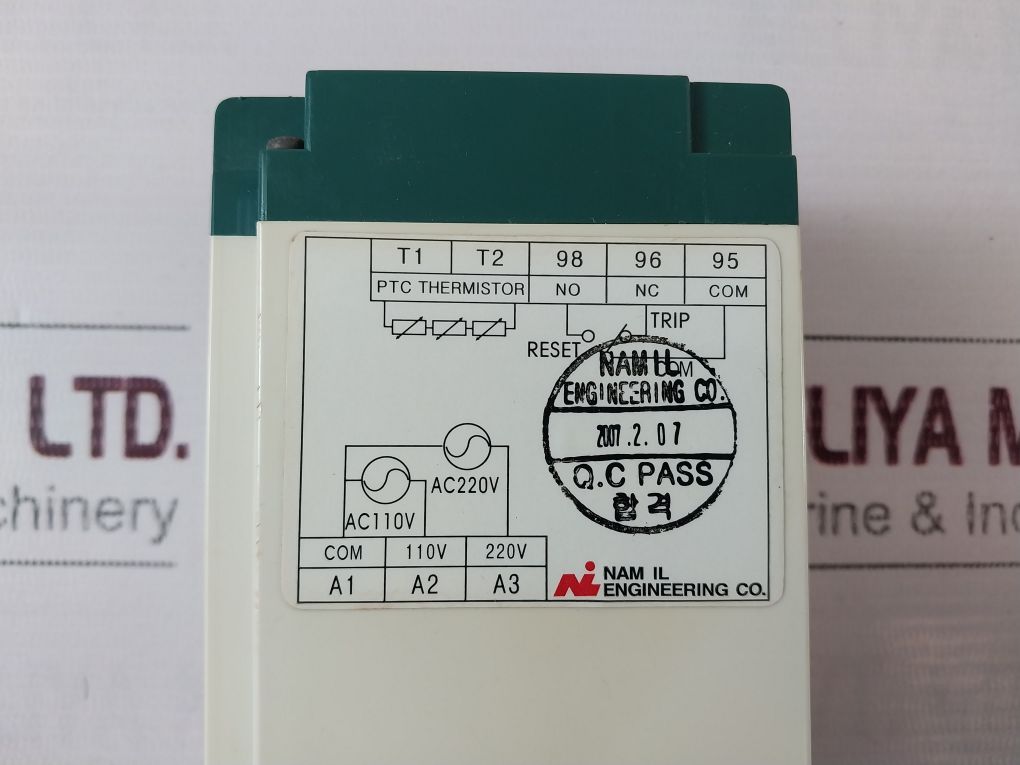 T1 T2 98 96 95
PTC THERMISTOR NO NC COM
TRIP
RESET
COM
NAM IL
ENGINEERING CO.
2007.2.07
Q.C PASS
합격
AC220V
AC110V
COM 110V 220V
A1 A2 A3
NAM IL
ENGINEERING CO.
LTD.
LIYA M
chinery
rine & Ind